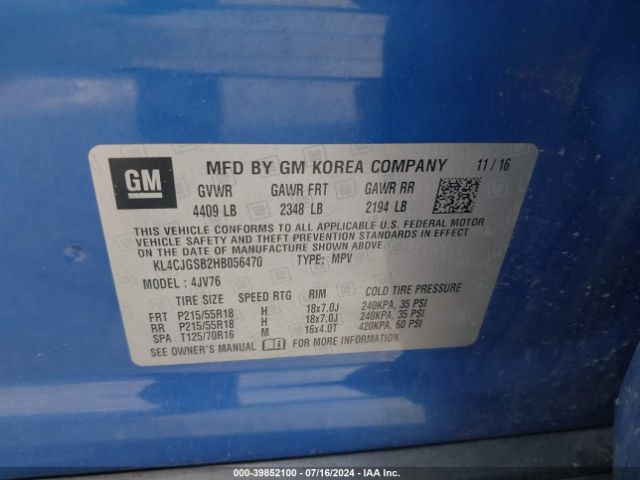 GM MFD BY GM KOREA COMPANY 11/16
GVWR GAWR FRT GAWR RR
4409 LB 2348 LB 2194 LB
THIS VEHICLE CONFORMS TO ALL APPLICABLE U.S. FEDERAL MOTOR
VEHICLE SAFETY AND THEFT PREVENTION STANDARDS IN EFFECT
ON THE DATE OF MANUFACTURE SHOWN ABOVE.
KL4CJGSB2HB056470 TYPE: MPV
MODEL : 4JV76
TIRE SIZE SPEED RTG RIM COLD TIRE PRESSURE
FRT P215/55R18 H 18x7.0J 240KPA, 35 PSI
RR P215/55R18 H 18x7.0J 240KPA, 35 PSI
SPA T125/70R16 M 16x4.0T 420KPA, 60 PSI
SEE OWNER'S MANUAL FOR MORE INFORMATION.
000-39852100 - 07/16/2024 - IAA Inc.